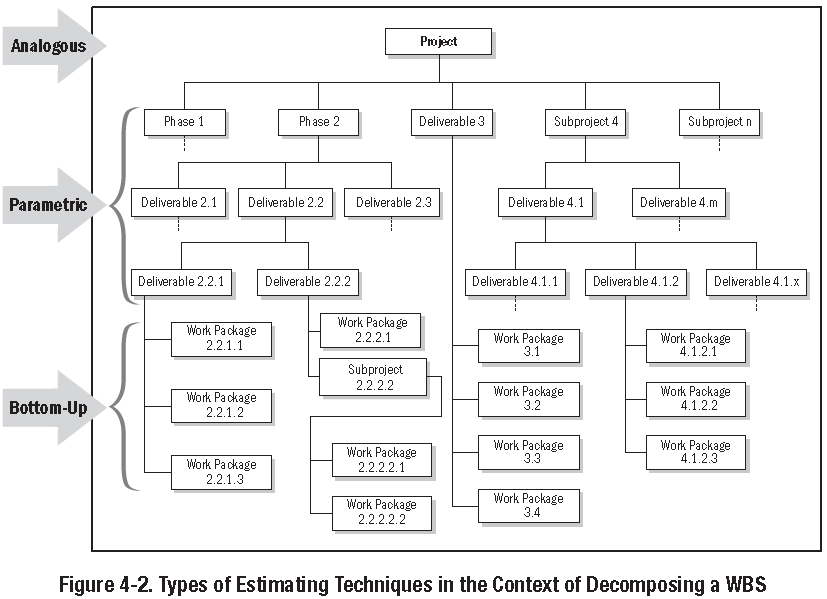 Analogous
Project
Phase 1
Phase 2
Deliverable 3
Subproject 4
Subproject n
Parametric
Deliverable 2.1
Deliverable 2.2
Deliverable 2.3
Deliverable 4.1
Deliverable 4.m
Deliverable 2.2.1
Deliverable 2.2.2
Deliverable 4.1.1
Deliverable 4.1.2
Deliverable 4.1.x
Bottom-Up
Work Package
2.2.1.1
Work Package
2.2.1.2
Work Package
2.2.1.3
Work Package
2.2.2.1
Subproject
2.2.2.2
Work Package
2.2.2.2.1
Work Package
2.2.2.2.2
Work Package
3.1
Work Package
3.2
Work Package
3.3
Work Package
3.4
Work Package
4.1.2.1
Work Package
4.1.2.2
Work Package
4.1.2.3
Figure 4-2. Types of Estimating Techniques in the Context of Decomposing a WBS